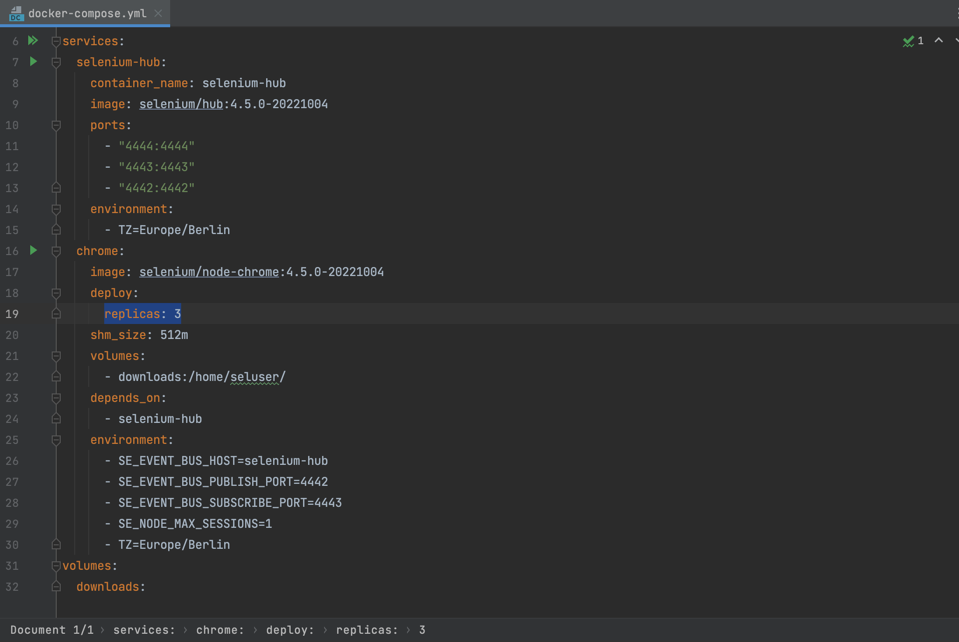 docker-compose.yml
6 services:
7 selenium-hub:
8 container_name: selenium-hub
9 image: selenium/hub:4.5.0-20221004
10 ports:
11 - "4444:4444"
12 - "4443:4443"
13 - "4442:4442"
14 environment:
15 - TZ=Europe/Berlin
16 chrome:
17 image: selenium/node-chrome:4.5.0-20221004
18 deploy:
19 replicas: 3
20 shm_size: 512m
21 volumes:
22 - downloads:/home/seluser/
23 depends_on:
24 - selenium-hub
25 environment:
26 - SE_EVENT_BUS_HOST=selenium-hub
27 - SE_EVENT_BUS_PUBLISH_PORT=4442
28 - SE_EVENT_BUS_SUBSCRIBE_PORT=4443
29 - SE_NODE_MAX_SESSIONS=1
30 - TZ=Europe/Berlin
31 volumes:
32 downloads:
1
DC
Document 1/1 › services: › chrome: › deploy: › replicas: › 3